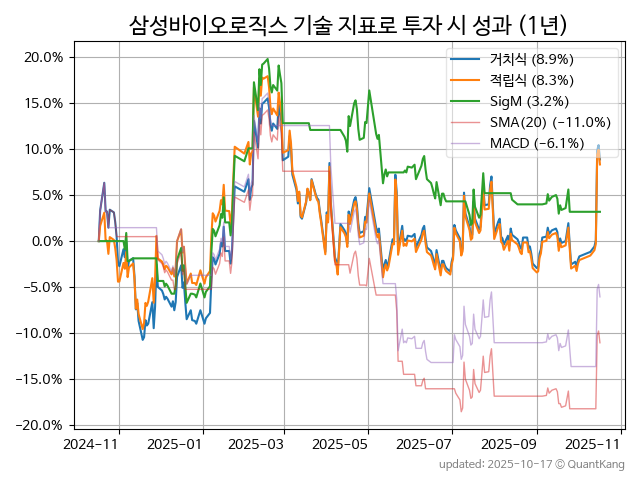 삼성바이오로직스 기술 지표로 투자 시 성과 (1년)
20.0%
15.0%
10.0%
5.0%
0.0%
−5.0%
−10.0%
−15.0%
−20.0%
거치식 (8.9%)
적립식 (8.3%)
SigM (3.2%)
SMA(20) (−11.0%)
MACD (−6.1%)
2024-11 2025-01 2025-03 2025-05 2025-07 2025-09 2025-11
updated: 2025-10-17 © QuantKang